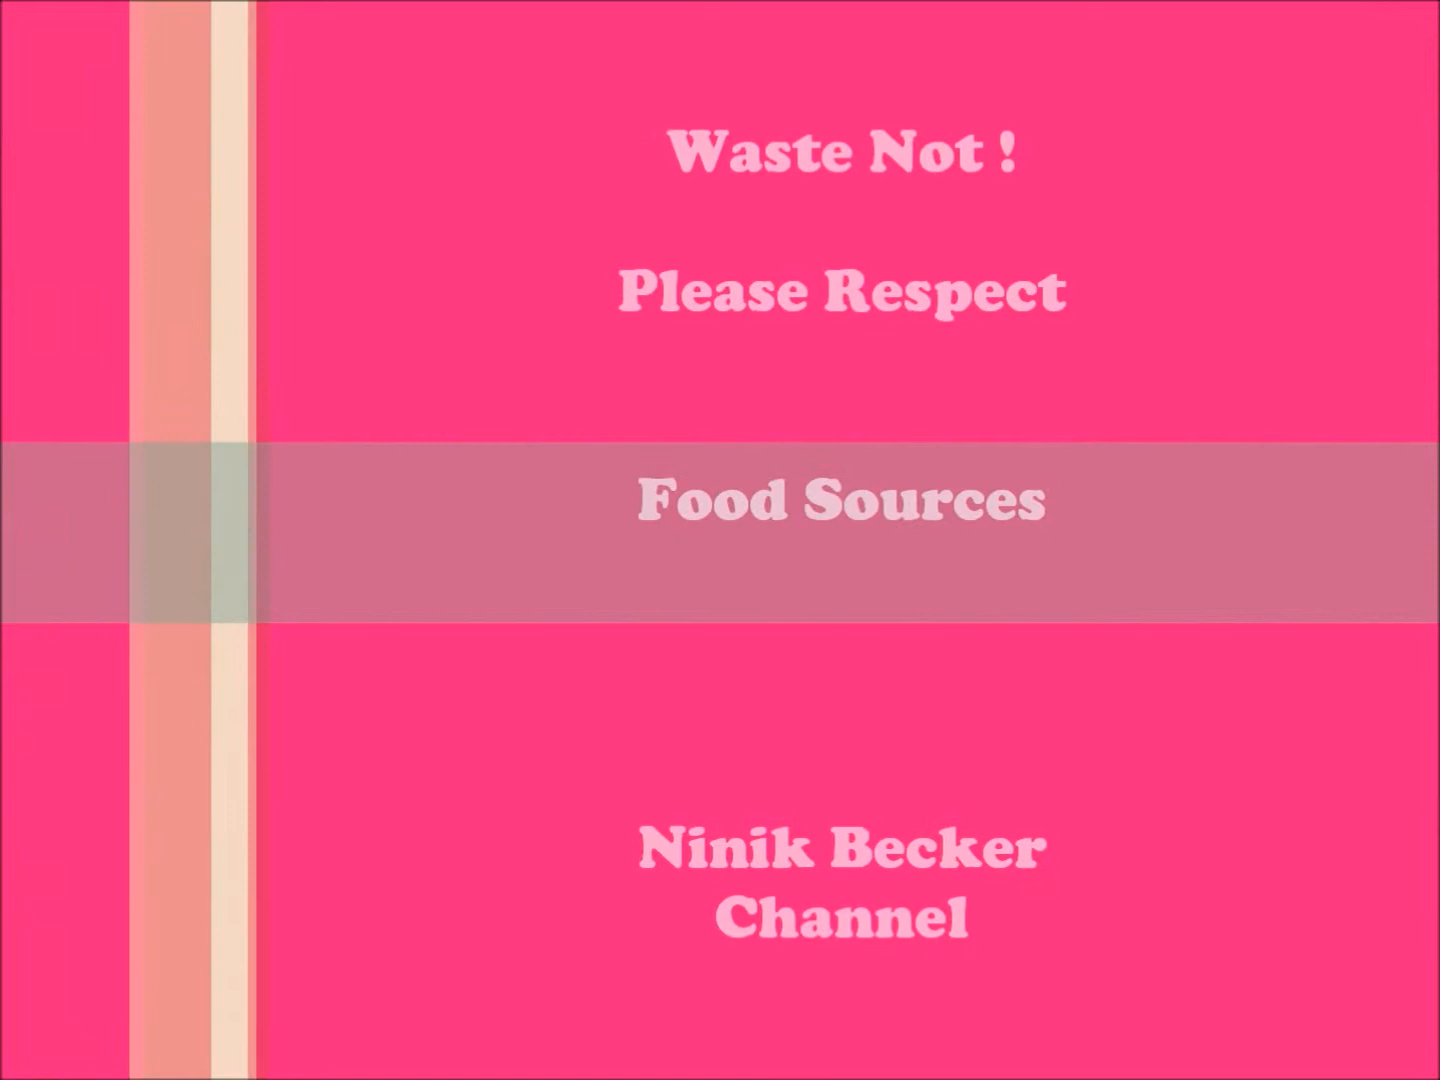 Waste Not !
Please Respect
Food Sources
Ninik Becker
Channel